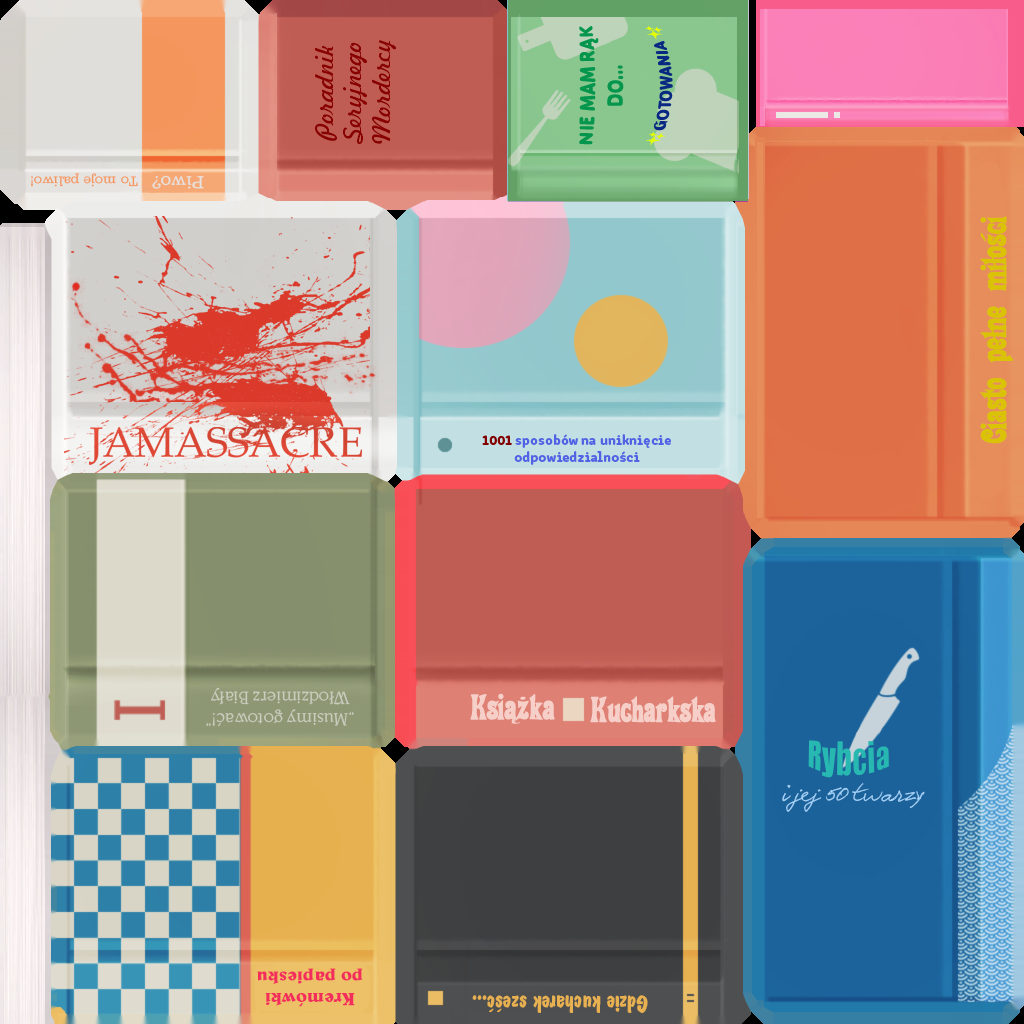 Piwo? To moje paliwo!
Poradnik
Seryjnego
Mordercy
NIE MAM RĄK
DO...
GOTOWANIA
Ciasto pełne miłości
JAMASSACRE
1001 sposobów na uniknięcie
odpowiedzialności
I
„Musimy gotować!”
Włodzimierz Biały
Książka Kucharkska
Rybcia
i jej 50 twarzy
Kremówki
po papiesku
Gdzie kucharek sześć...